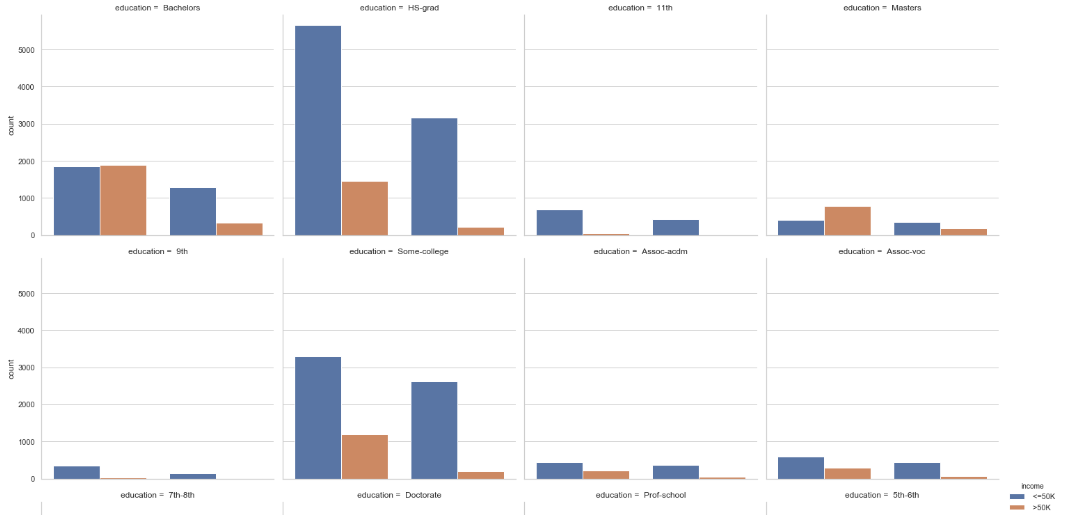 education = Bachelors
education = HS-grad
education = 11th
education = Masters
count
5000
4000
3000
2000
1000
0
education = 9th
education = Some-college
education = Assoc-acdm
education = Assoc-voc
count
5000
4000
3000
2000
1000
0
education = 7th-8th
education = Doctorate
education = Prof-school
education = 5th-6th
income
<=50K
>50K